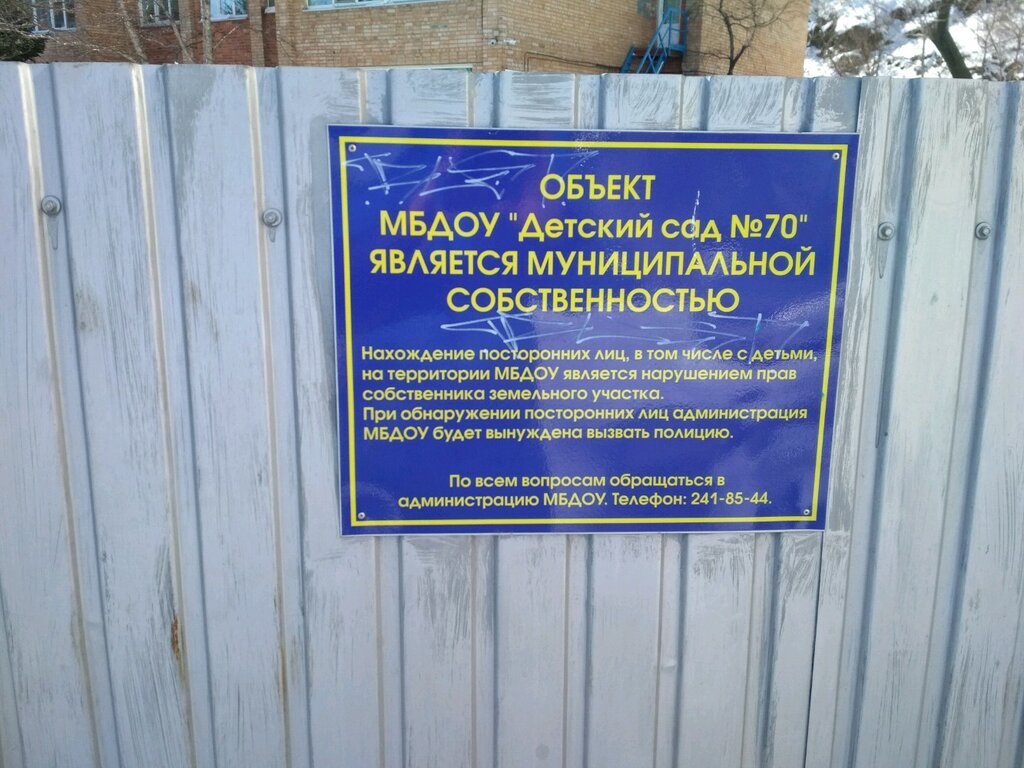 ОБЪЕКТ
МБДОУ "Детский сад №70"
ЯВЛЯЕТСЯ МУНИЦИПАЛЬНОЙ
СОБСТВЕННОСТЬЮ
Нахождение посторонних лиц, в том числе с детьми,
на территории МБДОУ является нарушением прав
собственника земельного участка.
При обнаружении посторонних лиц администрация
МБДОУ будет вынуждена вызвать полицию.
По всем вопросам обращаться в
администрацию МБДОУ. Телефон: 241-85-44.